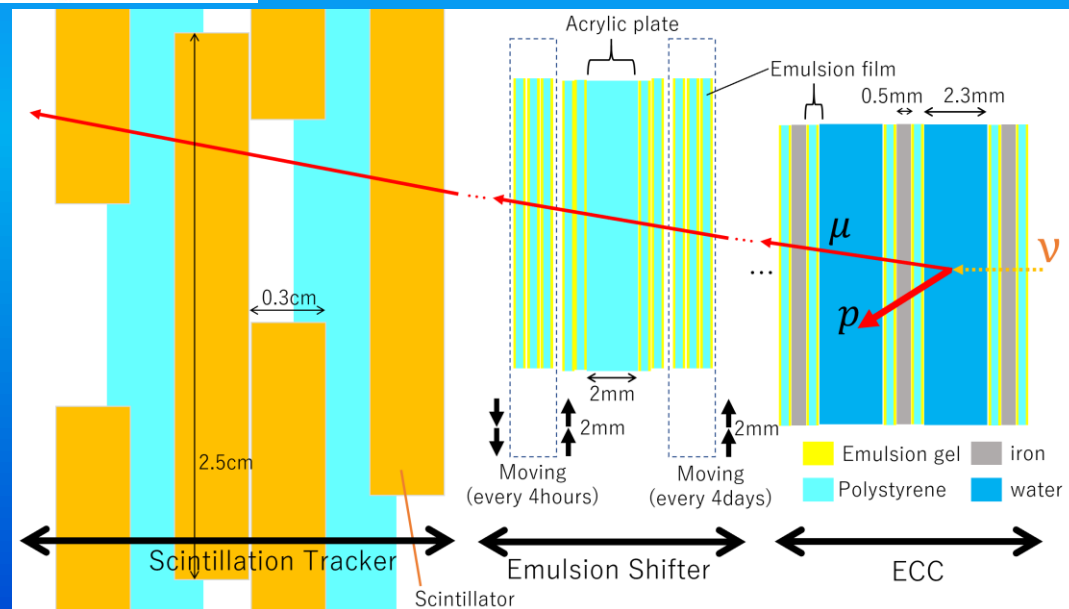 Acrylic plate
Emulsion film
0.5mm
2.3mm
μ
ν
...
p
0.3cm
2mm
2mm
2mm
2.5cm
Moving
(every 4hours)
Moving
(every 4days)
Emulsion gel
iron
Polystyrene
water
Scintillation Tracker
Emulsion Shifter
ECC
Scintillator